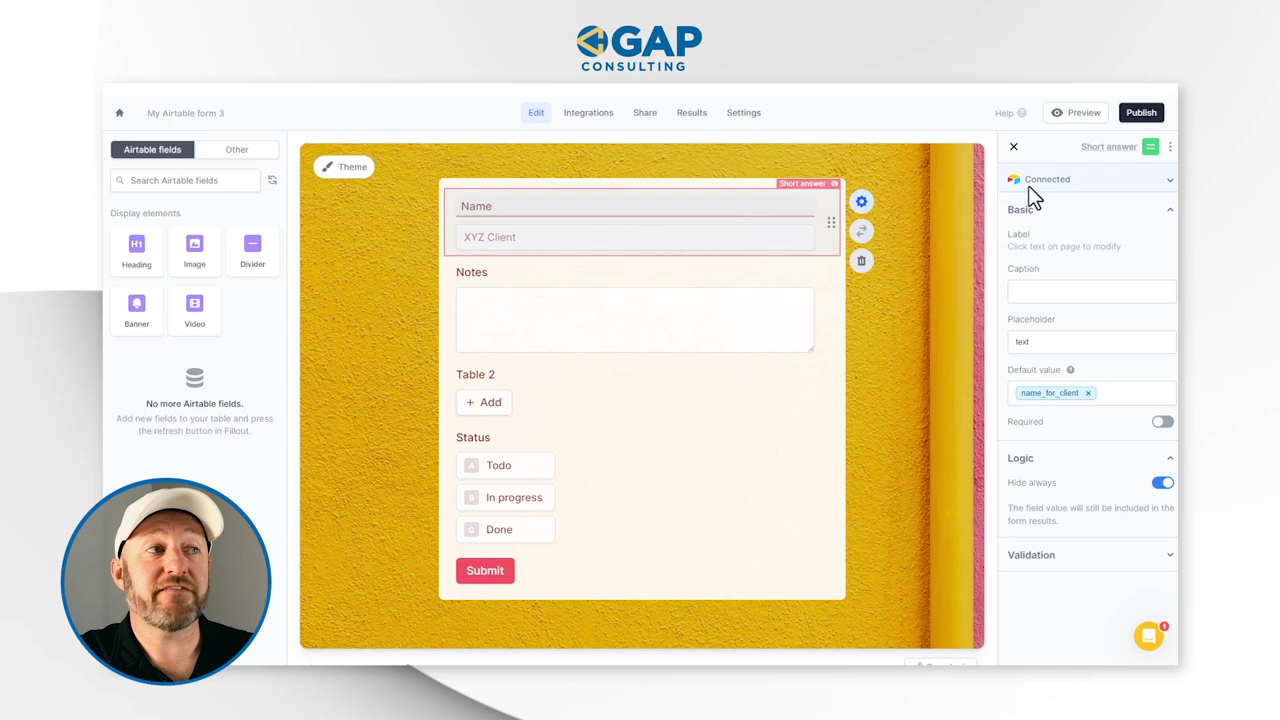 GAP
CONSULTING
My Airtable form 3
Edit
Integrations
Share
Results
Settings
Help
Preview
Publish
Airtable fields
Other
Search Airtable fields
Display elements
H1
Heading
Image
Divider
Banner
Video
No more Airtable fields.
Add new fields to your table and press
the refresh button in Fillout.
Theme
Short answer
Name
XYZ Client
Notes
Table 2
+ Add
Status
A Todo
B In progress
C Done
Submit
Short answer
Connected
Basic
Label
Click text on page to modify
Caption
Placeholder
text
Default value
name_for_client ×
Required
Logic
Hide always
The field value will still be included in the
form results.
Validation
1